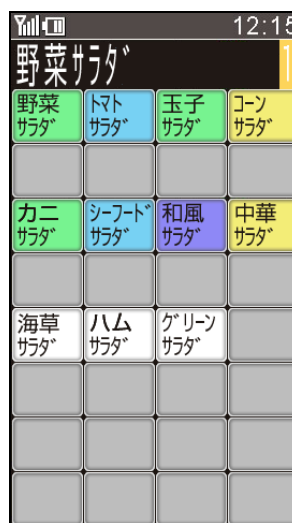 12:15
野菜ｻﾗﾀﾞ 1
野菜 ﾄﾏﾄ 玉子 ｺｰﾝ
ｻﾗﾀﾞ ｻﾗﾀﾞ ｻﾗﾀﾞ ｻﾗﾀﾞ
カニ ｼｰﾌｰﾄﾞ 和風 中華
ｻﾗﾀﾞ ｻﾗﾀﾞ ｻﾗﾀﾞ ｻﾗﾀﾞ
海草 ハム ｸﾞﾘｰﾝ
ｻﾗﾀﾞ ｻﾗﾀﾞ ｻﾗﾀﾞ